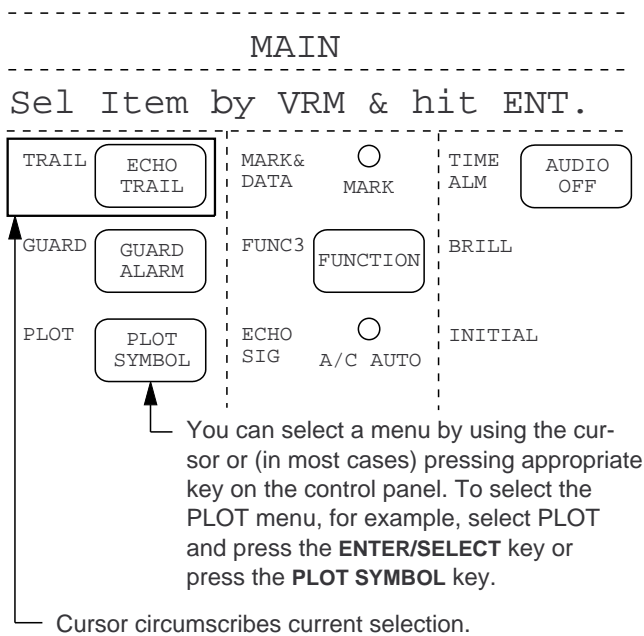 MAIN
Sel Item by VRM & hit ENT.
TRAIL
ECHO
TRAIL
MARK&
DATA
MARK
TIME
ALM
AUDIO
OFF
GUARD
GUARD
ALARM
FUNC3
FUNCTION
BRILL
PLOT
PLOT
SYMBOL
ECHO
SIG
A/C AUTO
INITIAL
You can select a menu by using the cur-
sor or (in most cases) pressing appropriate
key on the control panel. To select the
PLOT menu, for example, select PLOT
and press the ENTER/SELECT key or
press the PLOT SYMBOL key.
Cursor circumscribes current selection.